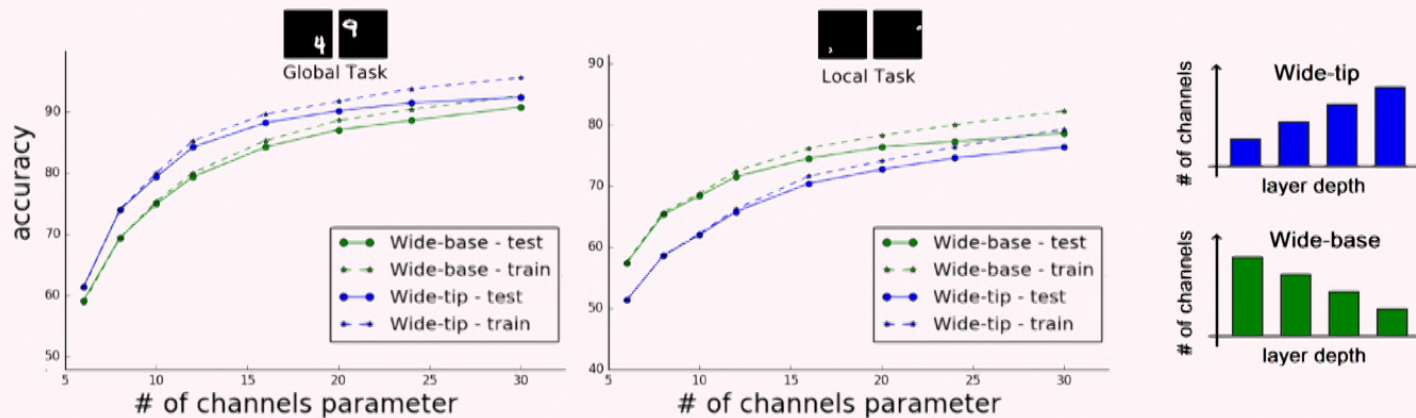 Global Task
accuracy
90
80
70
60
50
5 10 15 20 25 30
# of channels parameter
Wide-base - test
Wide-base - train
Wide-tip - test
Wide-tip - train
Local Task
90
80
70
60
50
40
5 10 15 20 25 30
# of channels parameter
Wide-base - test
Wide-base - train
Wide-tip - test
Wide-tip - train
Wide-tip
# of channels
layer depth
Wide-base
# of channels
layer depth
4 9